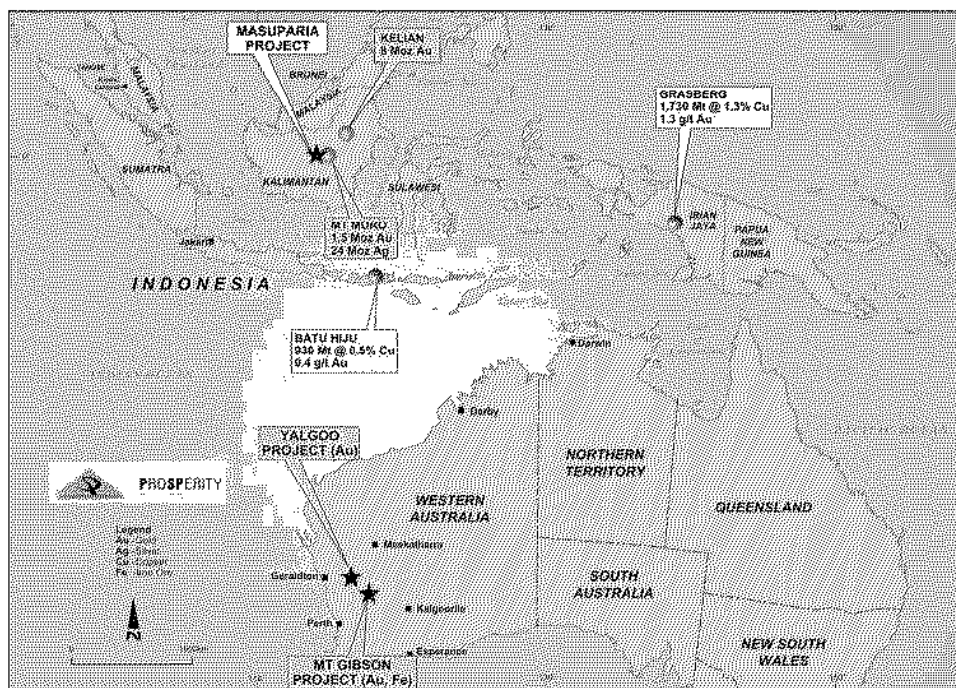 MASUPARIA
PROJECT
KELIAN
8 Moz Au
BRUNEI
MALAYSIA
MALAYSIA
GRASBERG
1,730 Mt @ 1.3% Cu
1.3 g/t Au
SUMATRA
KALIMANTAN
SULAWESI
MT MURO
1.5 Moz Au
24 Moz Ag
IRIAN
JAYA
PAPUA
NEW
GUINEA
Jakarta
INDONESIA
BATU HIJU
930 Mt @ 0.5% Cu
0.4 g/t Au
Darwin
Derby
YALGOO
PROJECT (Au)
NORTHERN
TERRITORY
PROSPERITY
WESTERN
AUSTRALIA
QUEENSLAND
Legend
Au - Gold
Ag - Silver
Cu - Copper
Fe - Iron Ore
Meekatharra
Geraldton
SOUTH
AUSTRALIA
Kalgoorlie
Perth
N
Esperance
NEW SOUTH
WALES
MT GIBSON
PROJECT (Au, Fe)